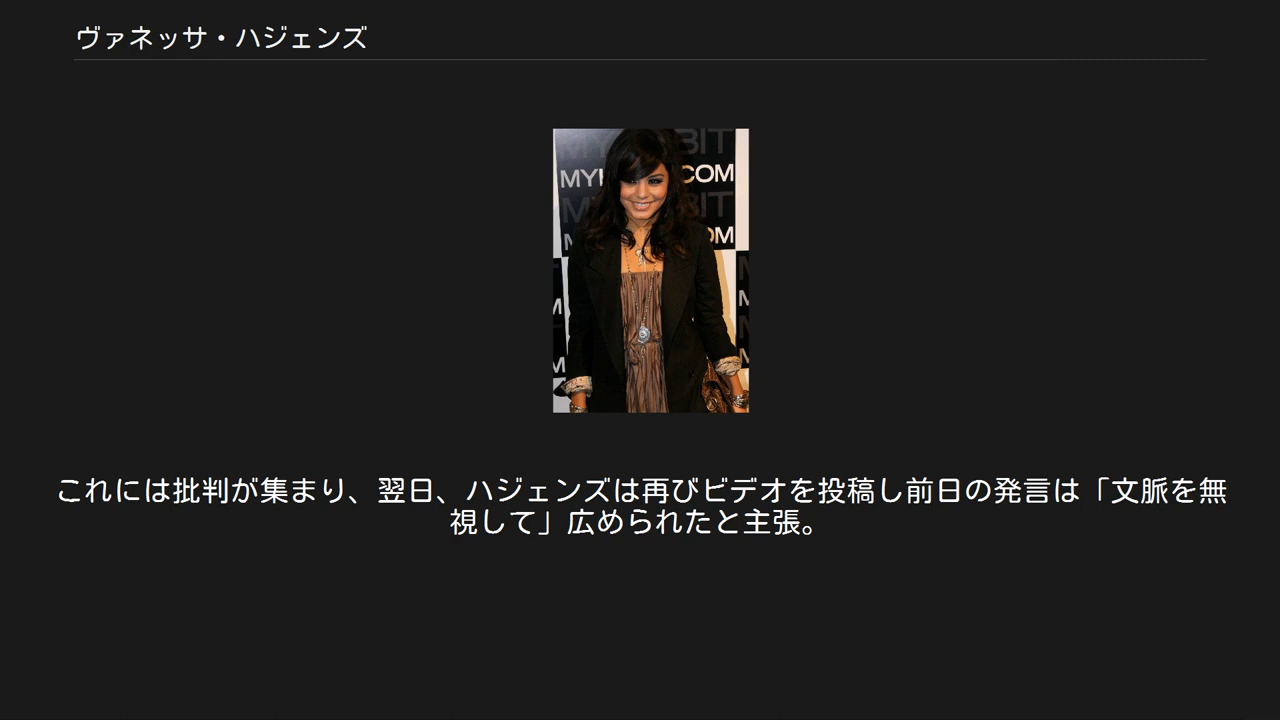 ヴァネッサ・ハジェンズ
MYH COM
これには批判が集まり、翌日、ハジェンズは再びビデオを投稿し前日の発言は「文脈を無
視して」広められたと主張。